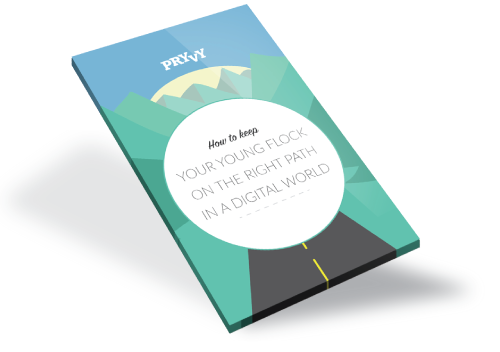 PRYvY
How to keep
YOUR YOUNG FLOCK
ON THE RIGHT PATH
IN A DIGITAL WORLD